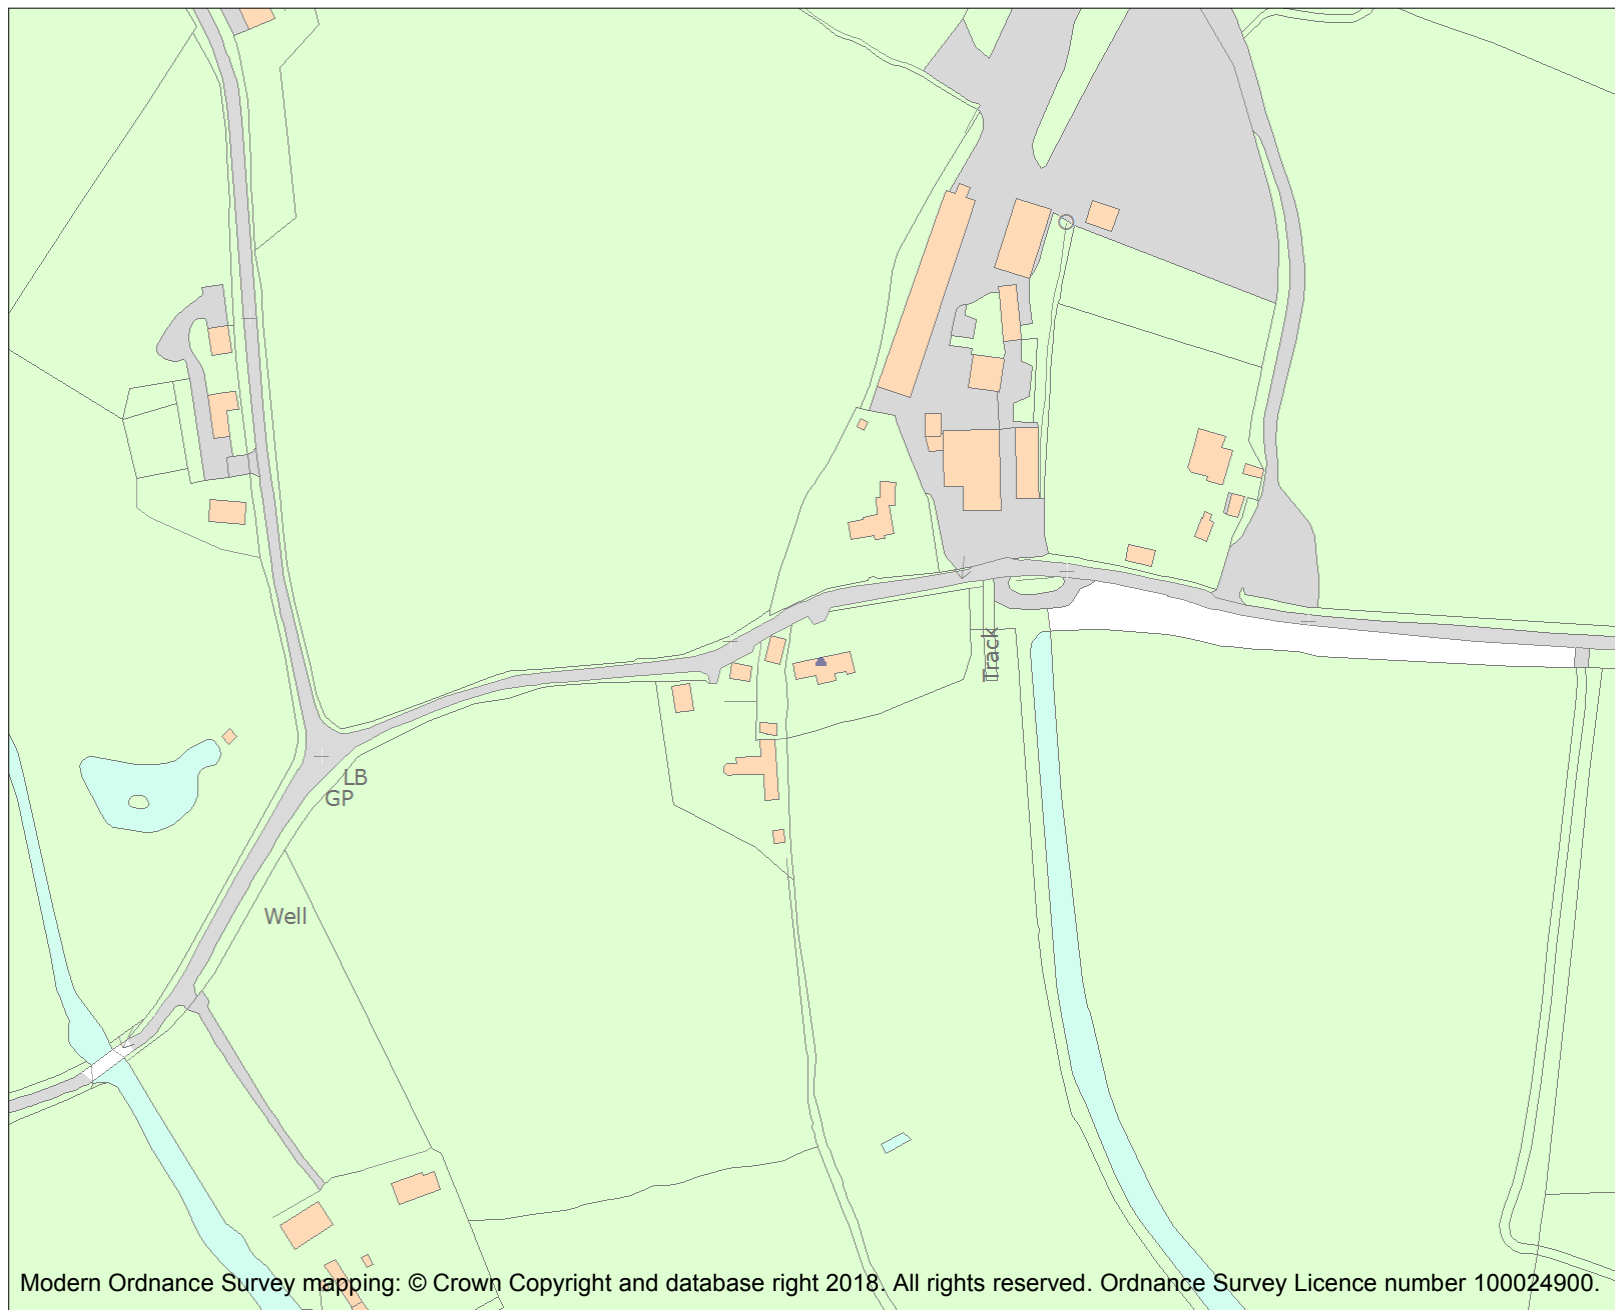 Track
LB
GP
Well
Modern Ordnance Survey mapping: © Crown Copyright and database right 2018. All rights reserved. Ordnance Survey Licence number 100024900.